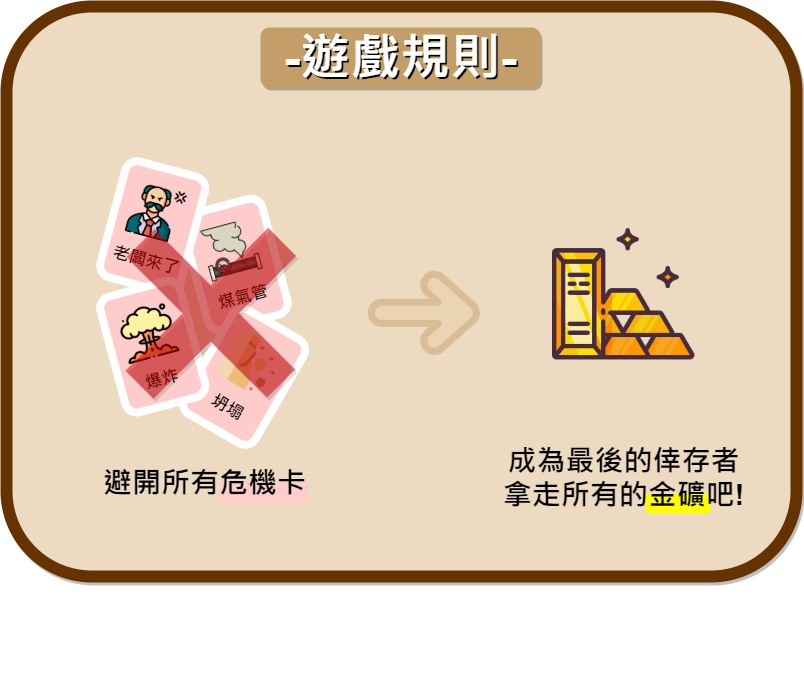 -遊戲規則-
老闆來了
煤氣管
爆炸
坍塌
避開所有危機卡
成為最後的倖存者
拿走所有的金礦吧!